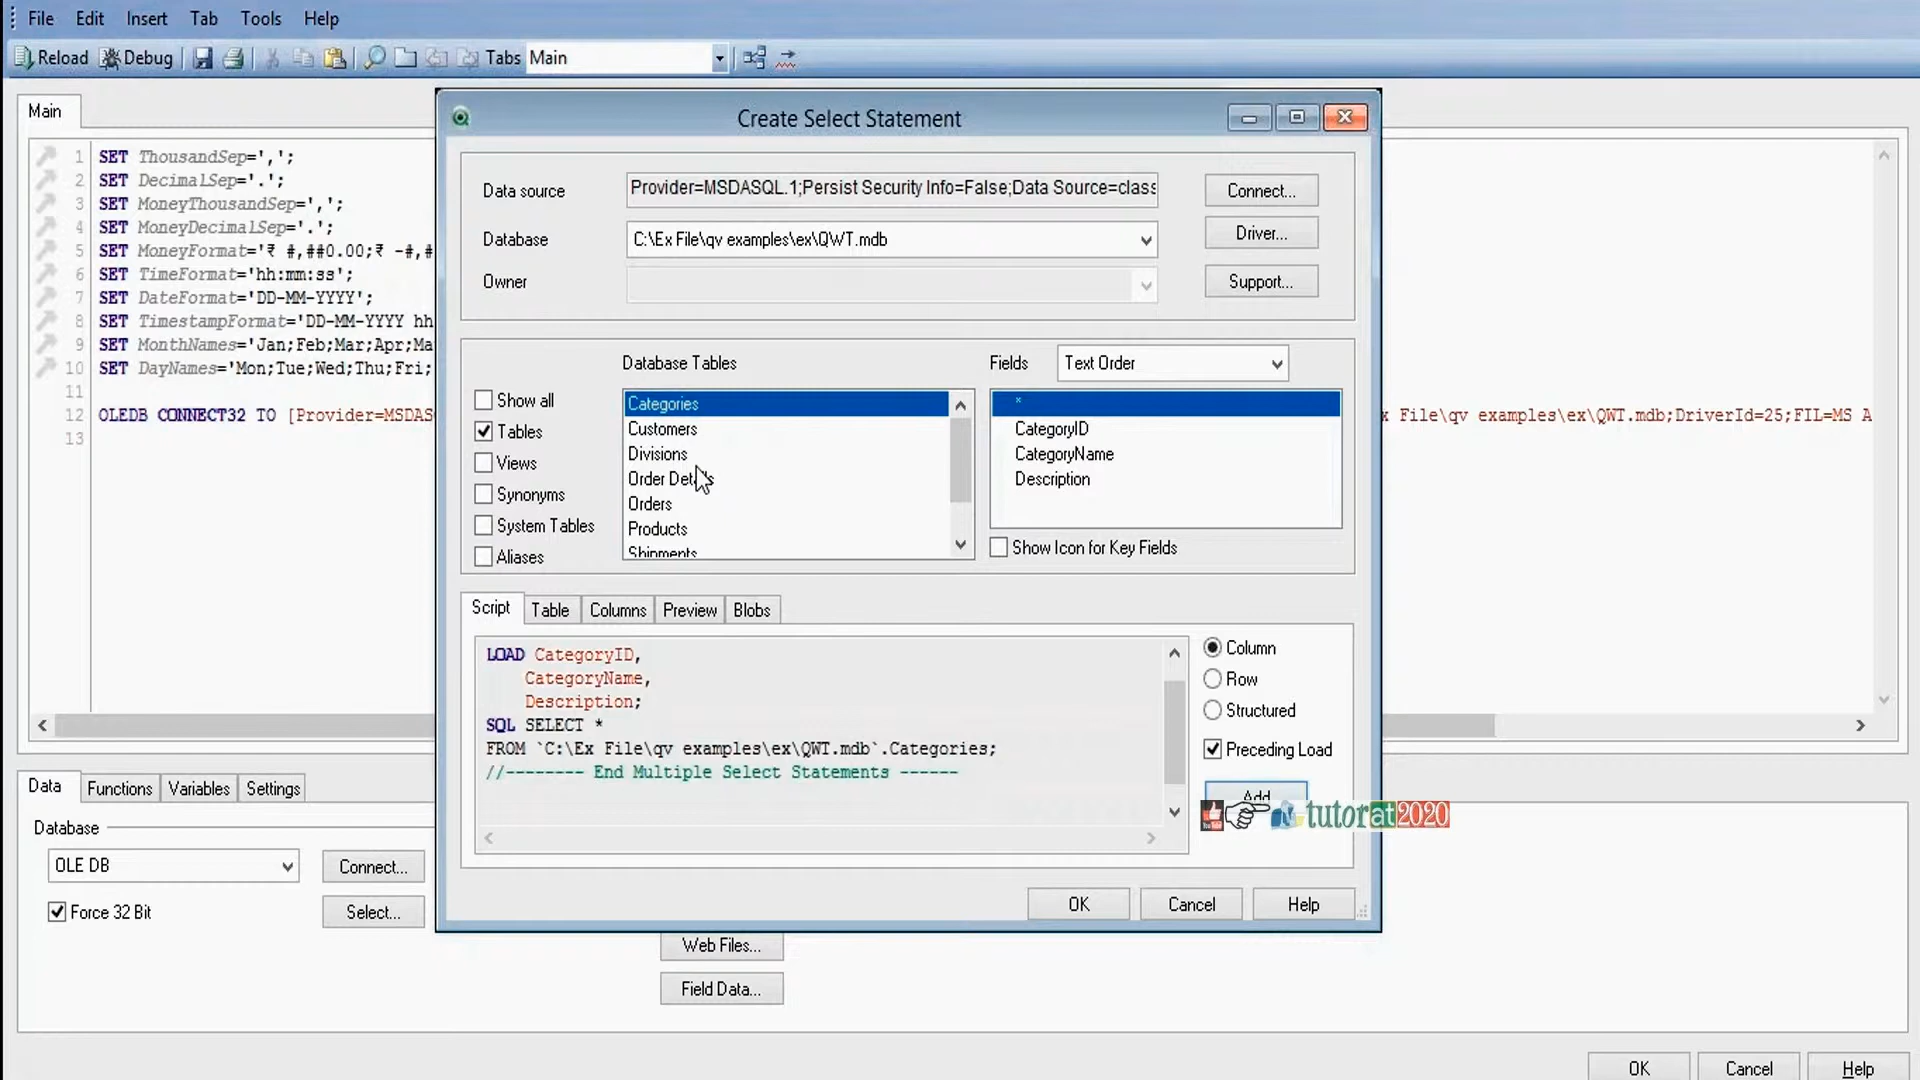 File Edit Insert Tab Tools Help
Reload Debug Tabs Main
Main
1 SET ThousandSep=',';
2 SET DecimalSep='.';
3 SET MoneyThousandSep=',';
4 SET MoneyDecimalSep='.';
5 SET MoneyFormat='₹ #,##0.00;₹ -#,#
6 SET TimeFormat='hh:mm:ss';
7 SET DateFormat='DD-MM-YYYY';
8 SET TimestampFormat='DD-MM-YYYY hh
9 SET MonthNames='Jan;Feb;Mar;Apr;Ma
10 SET DayNames='Mon;Tue;Wed;Thu;Fri;
11
12 OLEDB CONNECT32 TO [Provider=MSDAS
File\qv examples\ex\QWT.mdb;DriverId=25;FIL=MS A
13
Create Select Statement
Data source Provider=MSDASQL.1;Persist Security Info=False;Data Source=class Connect...
Database C:\Ex File\qv examples\ex\QWT.mdb Driver...
Owner Support...
Database Tables Fields Text Order
Show all
Tables
Views
Synonyms
System Tables
Aliases
Categories
Customers
Divisions
Order Details
Orders
Products
Shipments
*
CategoryID
CategoryName
Description
Show Icon for Key Fields
Script Table Columns Preview Blobs
LOAD CategoryID,
CategoryName,
Description;
SQL SELECT *
FROM `C:\Ex File\qv examples\ex\QWT.mdb`.Categories;
//-------- End Multiple Select Statements ------
Column
Row
Structured
Preceding Load
Add
tutorat2020
OK Cancel Help
Data Functions Variables Settings
Database
OLE DB Connect...
Force 32 Bit Select...
Web Files...
Field Data...
OK Cancel Help